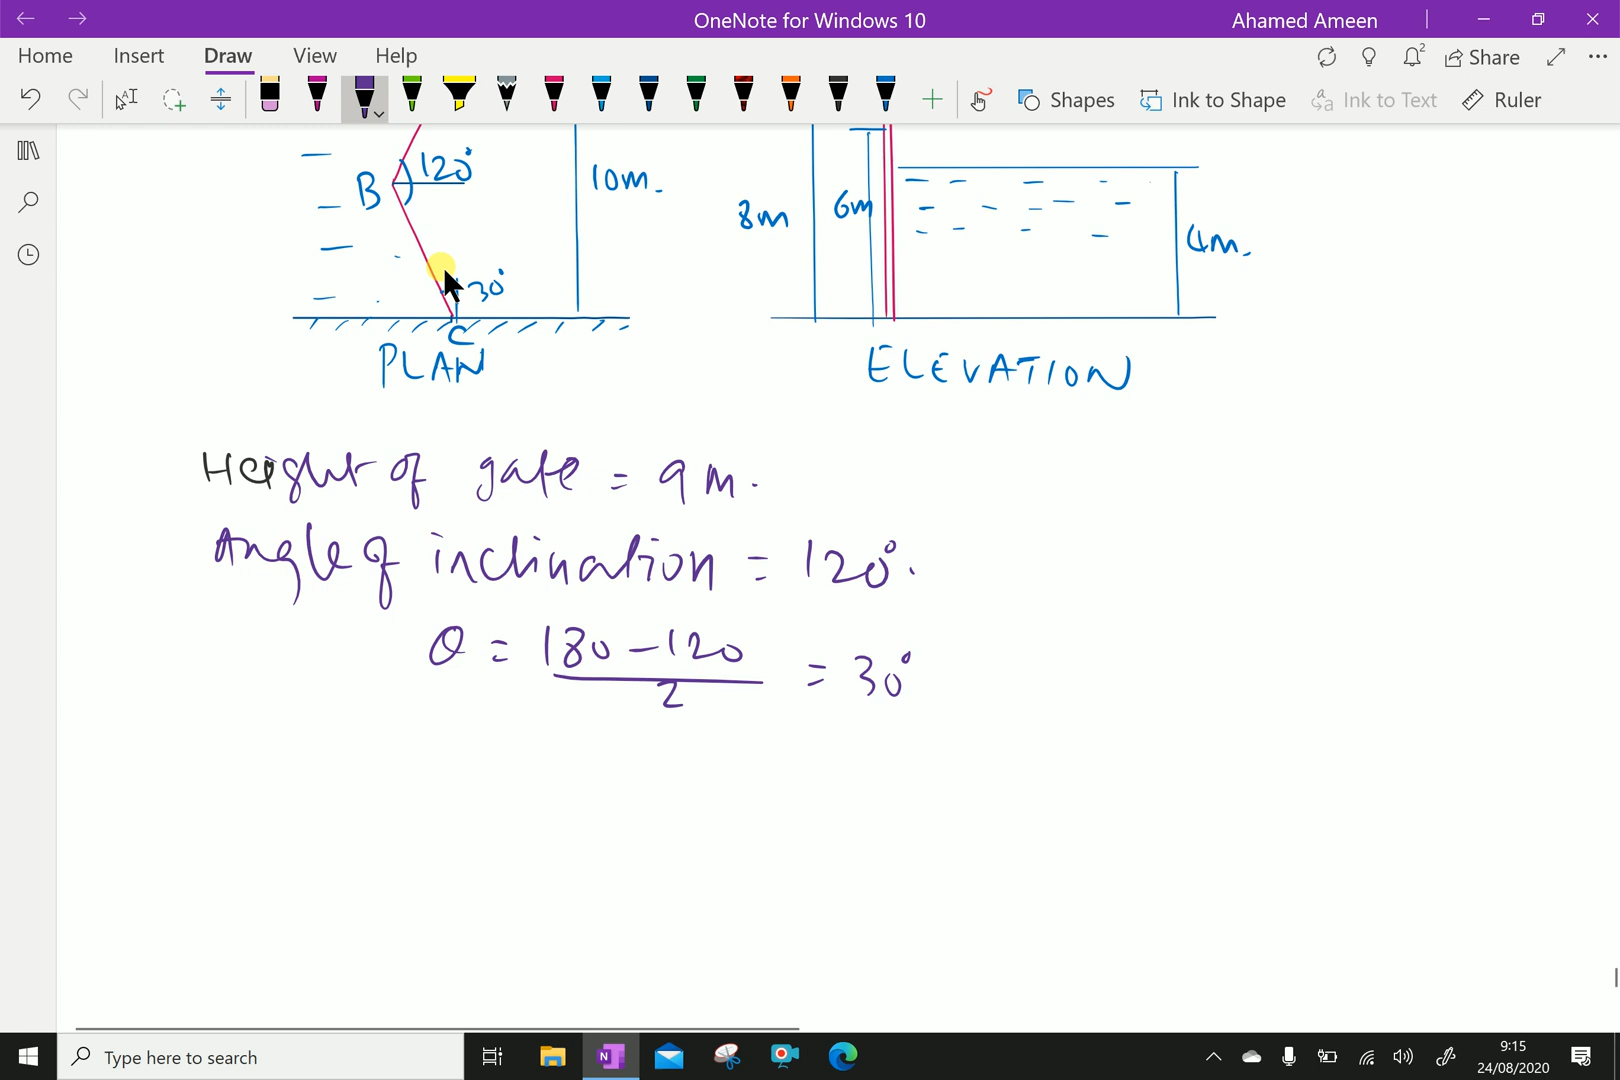 OneNote for Windows 10
Ahamed Ameen
Home Insert Draw View Help
2
Share
Shapes
Ink to Shape
Ink to Text
Ruler
120°
B
10m.
30°
C
PLAN
8m
6m
4m.
ELEVATION
Height of gate = 9m.
Angle of inclination = 120°.
θ = 180 - 120 / 2 = 30°
Type here to search
9:15
24/08/2020